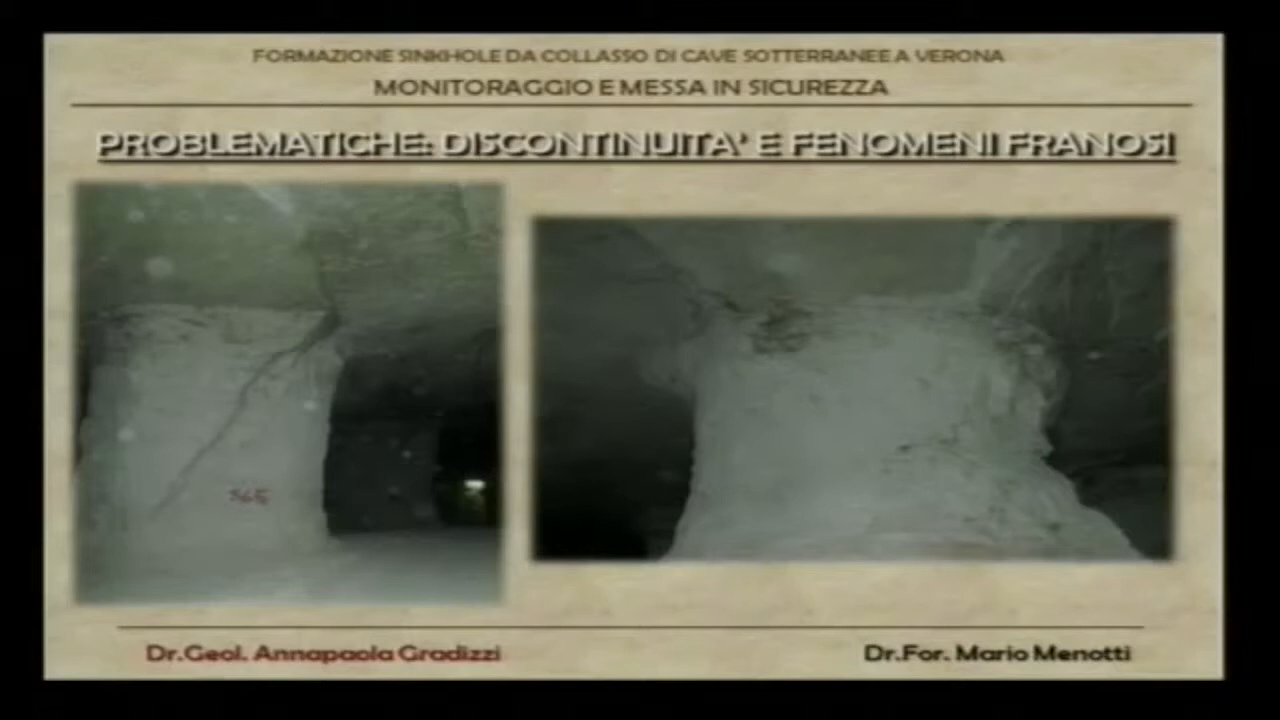 FORMAZIONE SINKHOLE DA COLLASSO DI CAVE SOTTERRANEE A VERONA
MONITORAGGIO E MESSA IN SICUREZZA
PROBLEMATICHE: DISCONTINUITA' E FENOMENI FRANOSI
Dr.Geol. Annapaola Gradizzi
Dr.For. Mario Menotti